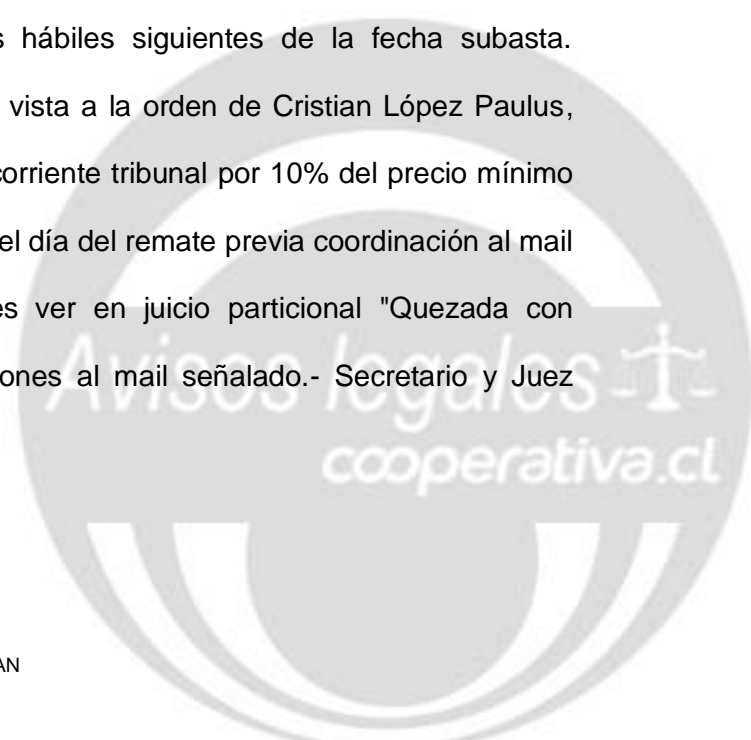 s hábiles siguientes de la fecha subasta.
vista a la orden de Cristian López Paulus,
corriente tribunal por 10% del precio mínimo
el día del remate previa coordinación al mail
es ver en juicio particional "Quezada con
ones al mail señalado.- Secretario y Juez
Avisos legales
cooperativa.cl
AN